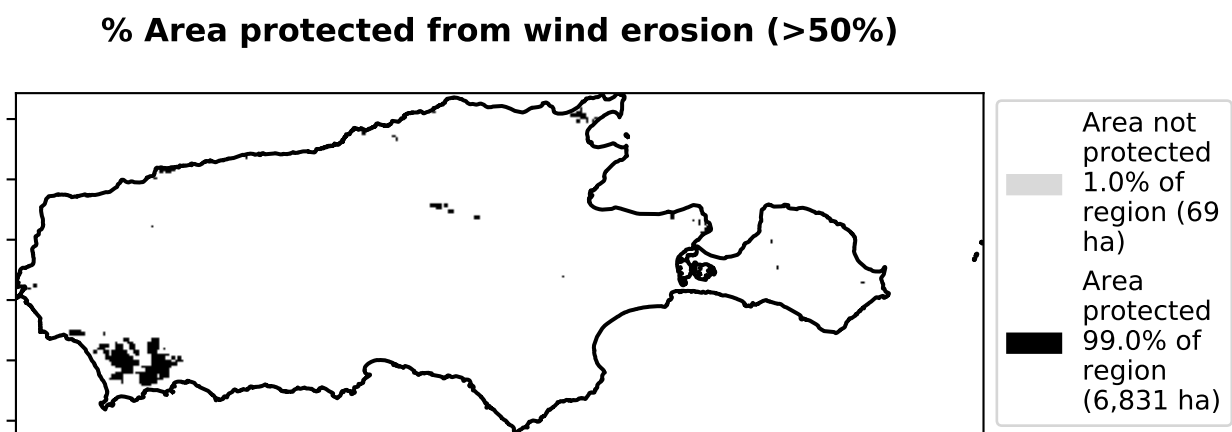 % Area protected from wind erosion (>50%)
Area not
protected
1.0% of
region (69
ha)
Area
protected
99.0% of
region
(6,831 ha)